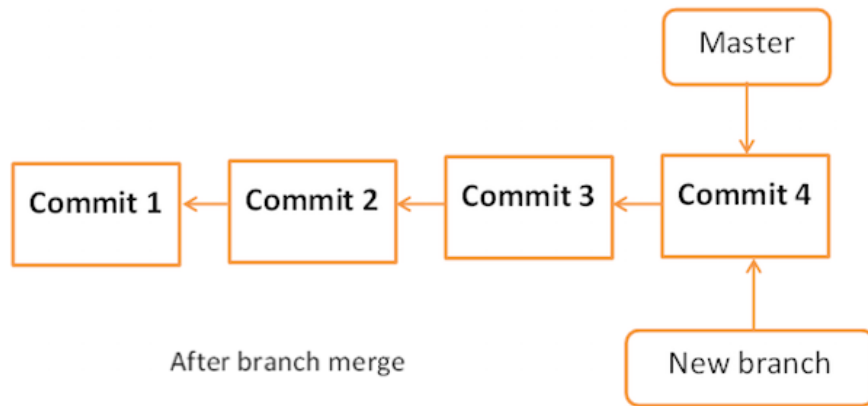 Master
Commit 1
Commit 2
Commit 3
Commit 4
After branch merge
New branch